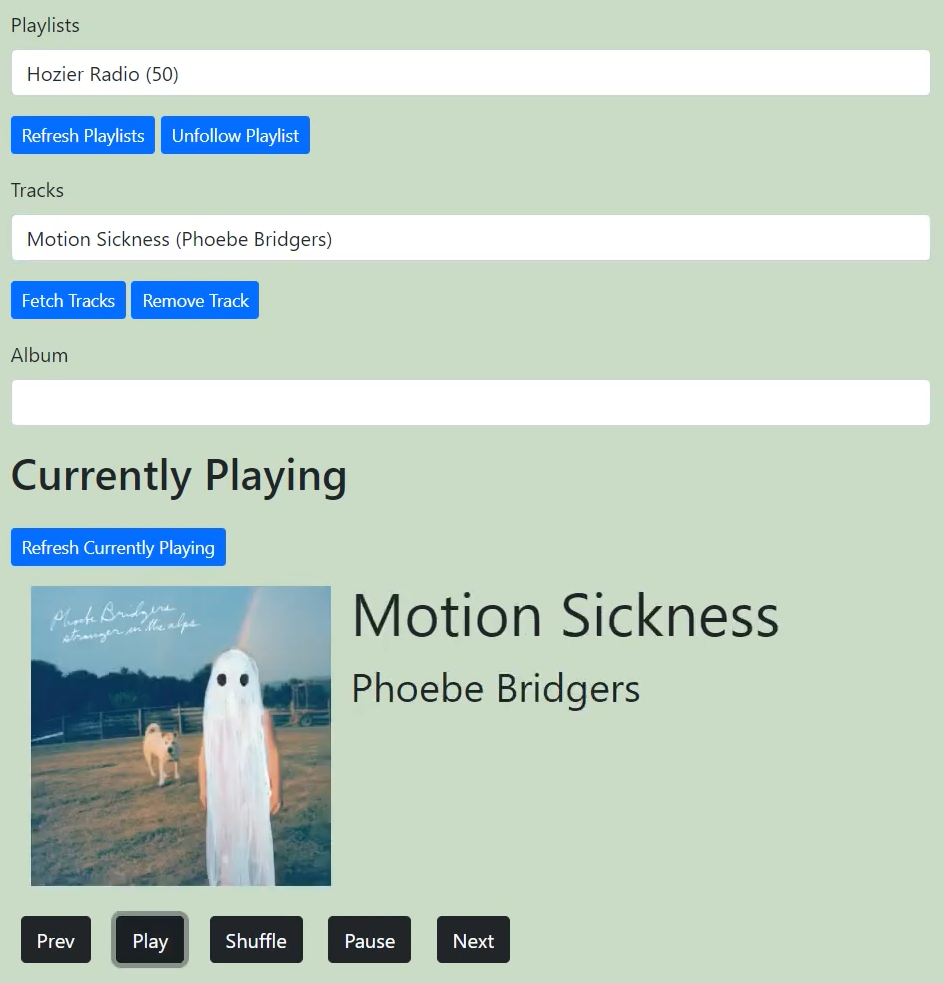 Playlists
Hozier Radio (50)
Refresh Playlists Unfollow Playlist
Tracks
Motion Sickness (Phoebe Bridgers)
Fetch Tracks Remove Track
Album
Currently Playing
Refresh Currently Playing
Phoebe Bridgers
stranger in the alps
Motion Sickness
Phoebe Bridgers
Prev Play Shuffle Pause Next